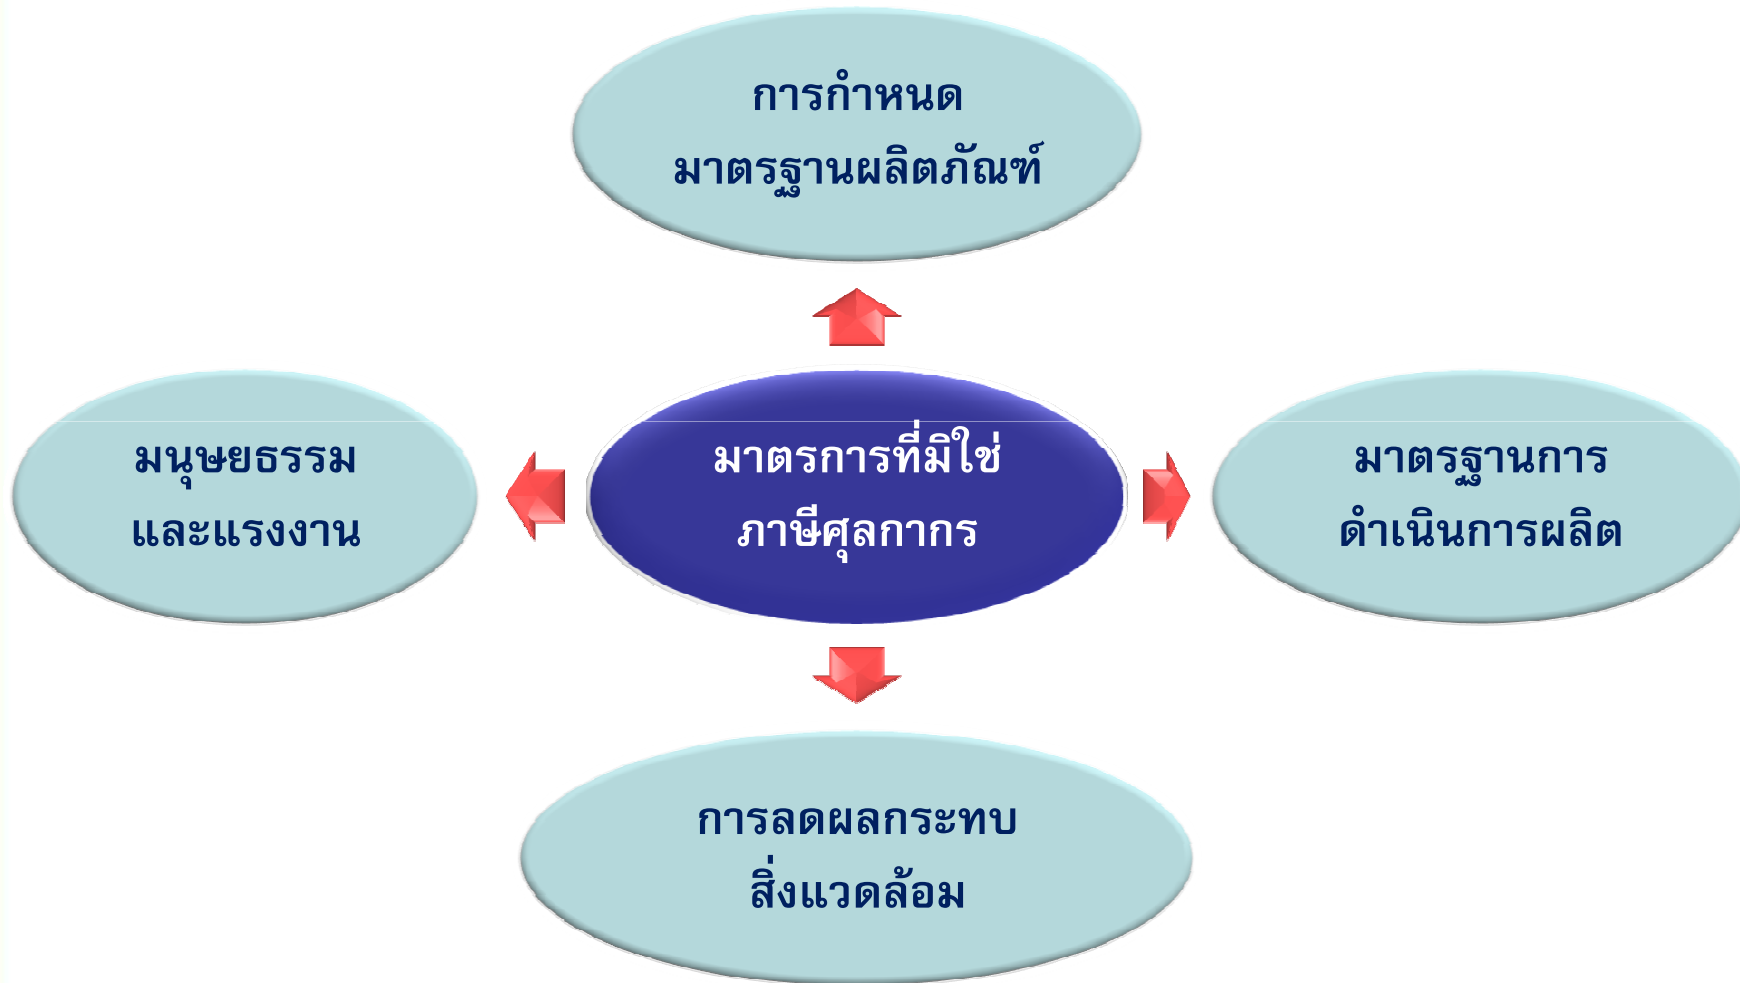 การกำหนด
มาตรฐานผลิตภัณฑ์
มนุษยธรรม
และแรงงาน
มาตรการที่มิใช่
ภาษีศุลกากร
มาตรฐานการ
ดำเนินการผลิต
การลดผลกระทบ
สิ่งแวดล้อม